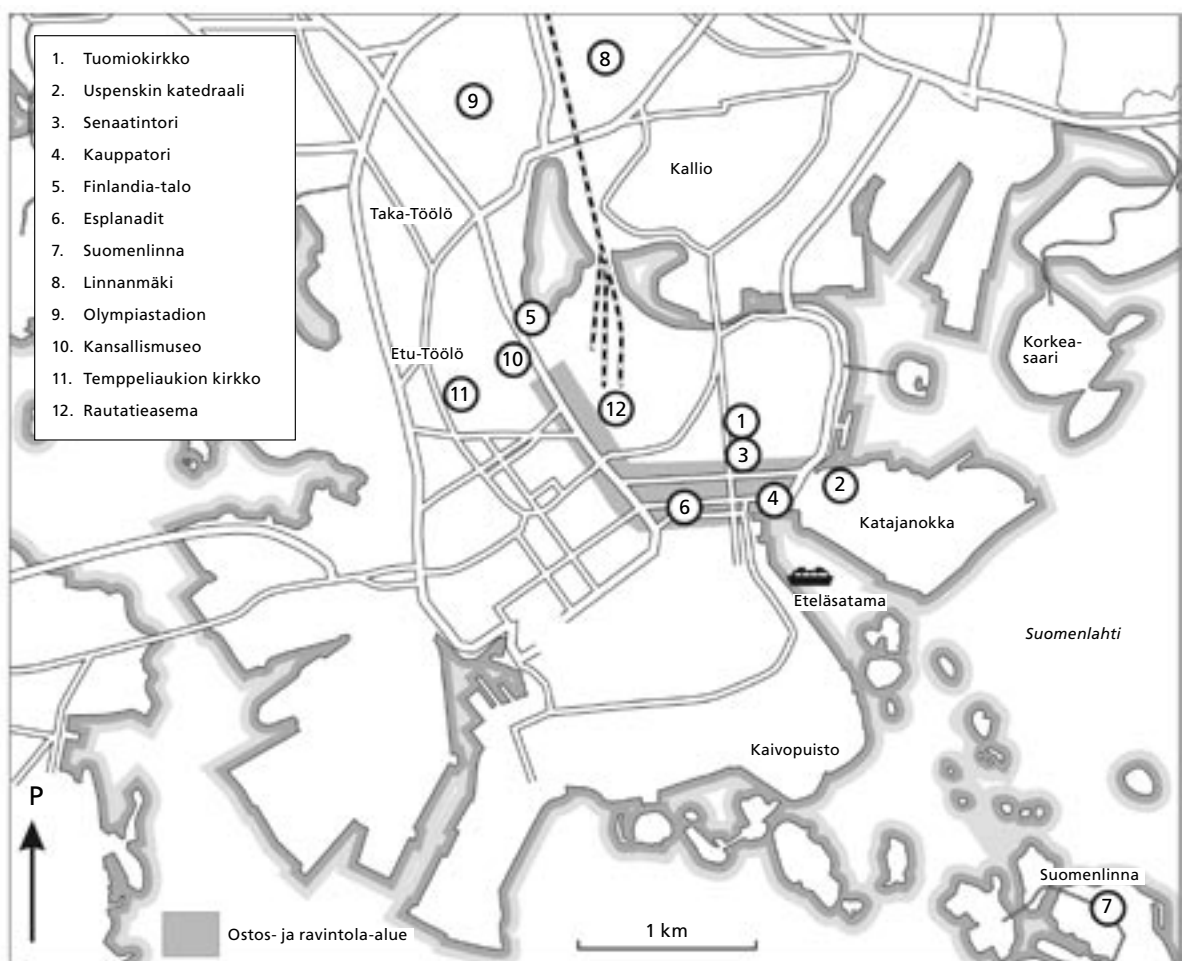 1. Tuomiokirkko
2. Uspenskin katedraali
3. Senaatintori
4. Kauppatori
5. Finlandia-talo
6. Esplanadit
7. Suomenlinna
8. Linnanmäki
9. Olympiastadion
10. Kansallismuseo
11. Temppeliaukion kirkko
12. Rautatieasema
8
9
Kallio
Taka-Töölö
5
Korkea-
saari
Etu-Töölö
10
11
12
1
3
2
6
4
Katajanokka
Eteläsatama
Suomenlahti
Kaivopuisto
P
Suomenlinna
7
Ostos- ja ravintola-alue
1 km